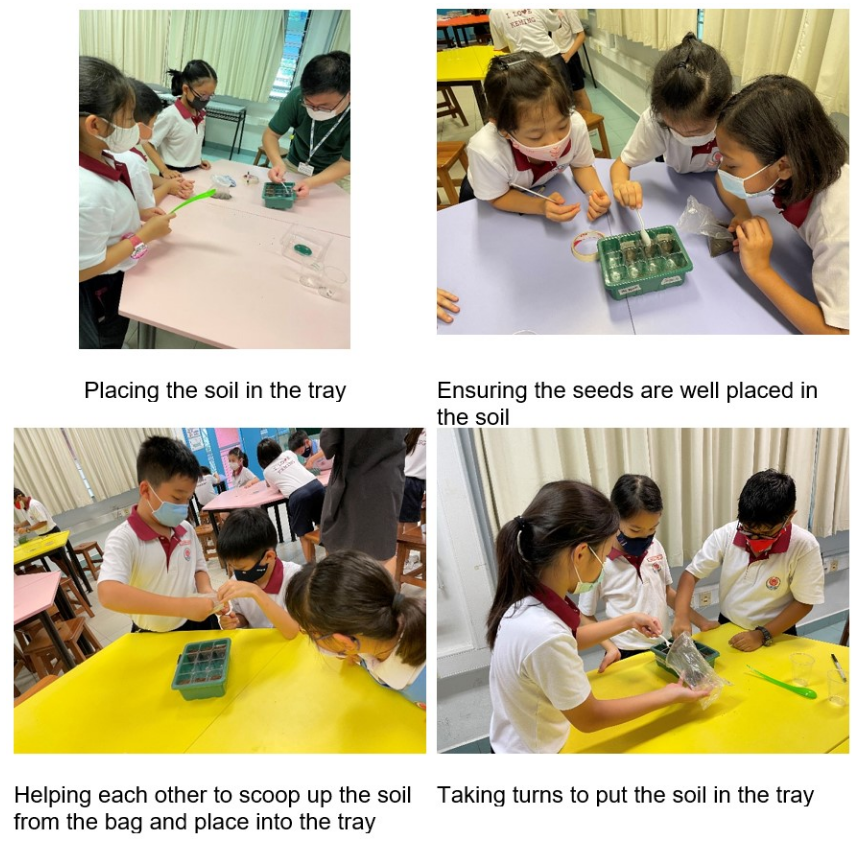 Placing the soil in the tray
Ensuring the seeds are well placed in
the soil
Helping each other to scoop up the soil
from the bag and place into the tray
Taking turns to put the soil in the tray